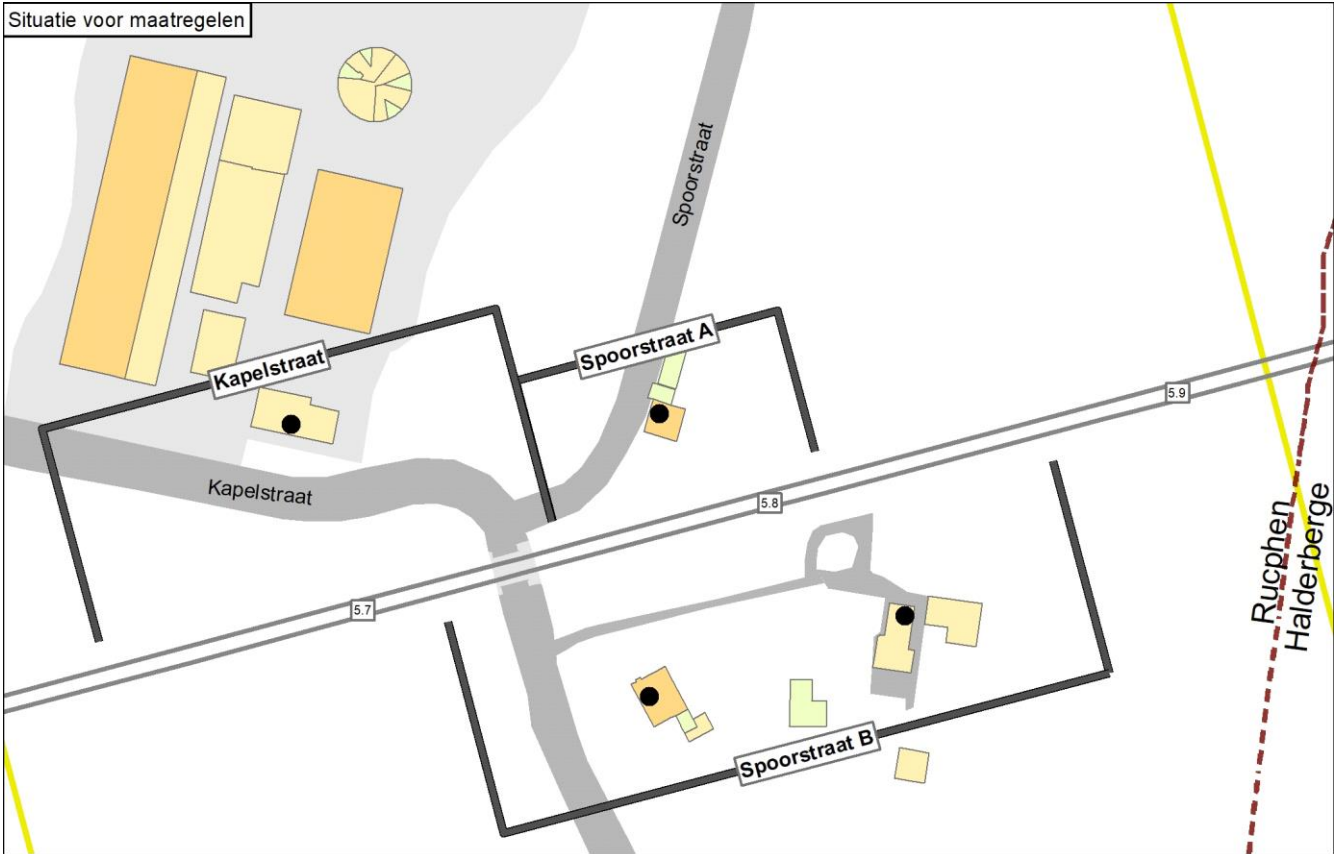 Situatie voor maatregelen
Spoorstraat
Spoorstraat A
Kapelstraat
5.9
Kapelstraat
5.8
Rucphen
Halderberge
5.7
Spoorstraat B